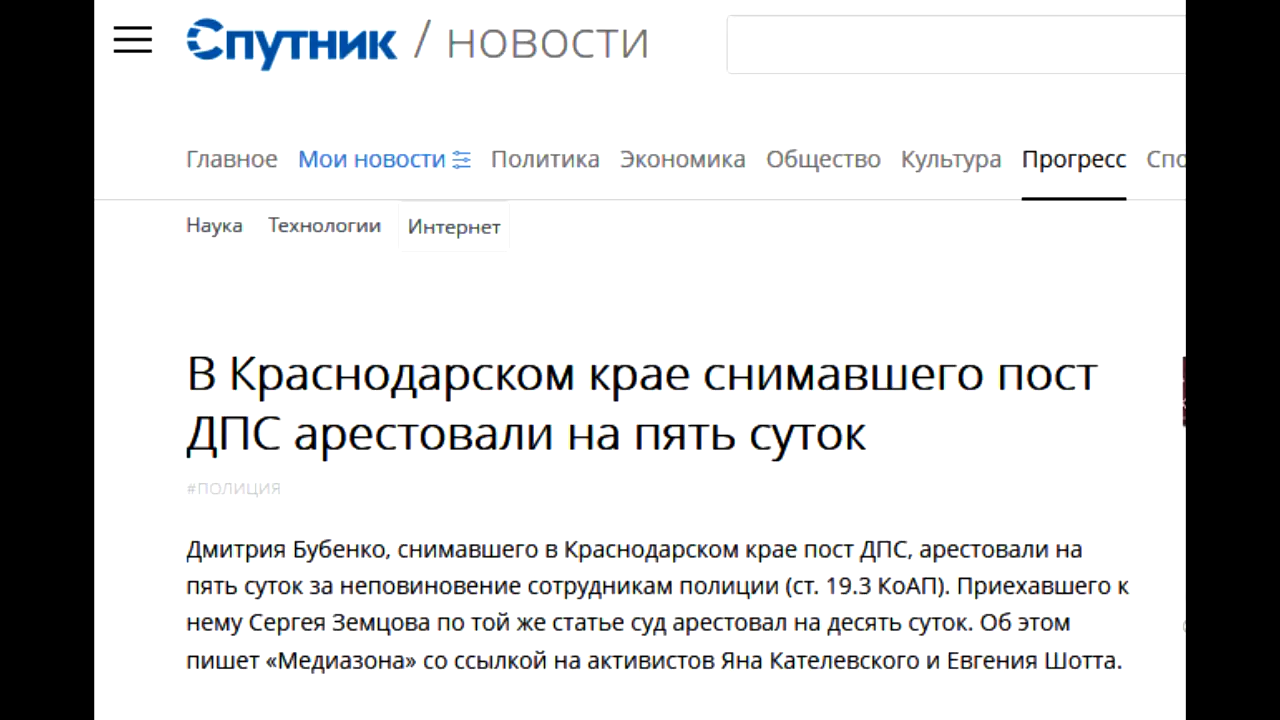 Спутник / новости
Главное Мои новости Политика Экономика Общество Культура Прогресс Спо
Наука Технологии Интернет
В Краснодарском крае снимавшего пост
ДПС арестовали на пять суток
#ПОЛИЦИЯ
Дмитрия Бубенко, снимавшего в Краснодарском крае пост ДПС, арестовали на
пять суток за неповиновение сотрудникам полиции (ст. 19.3 КоАП). Приехавшего к
нему Сергея Земцова по той же статье суд арестовал на десять суток. Об этом
пишет «Медиазона» со ссылкой на активистов Яна Кателевского и Евгения Шотта.